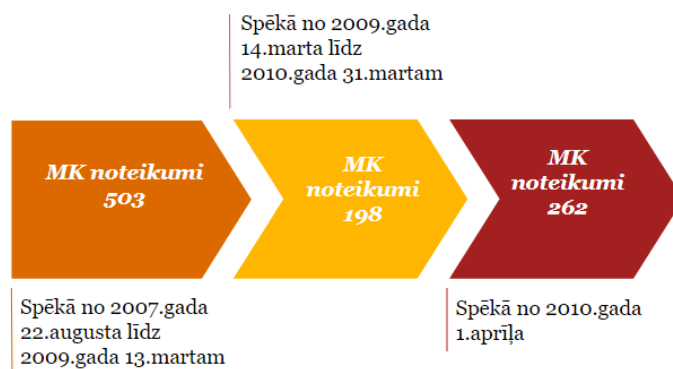 Spēkā no 2009.gada
14.marta līdz
2010.gada 31.martam
MK noteikumi
503
MK
noteikumi
198
MK
noteikumi
262
Spēkā no 2007.gada
22.augusta līdz
2009.gada 13.martam
Spēkā no 2010.gada
1.aprīļa